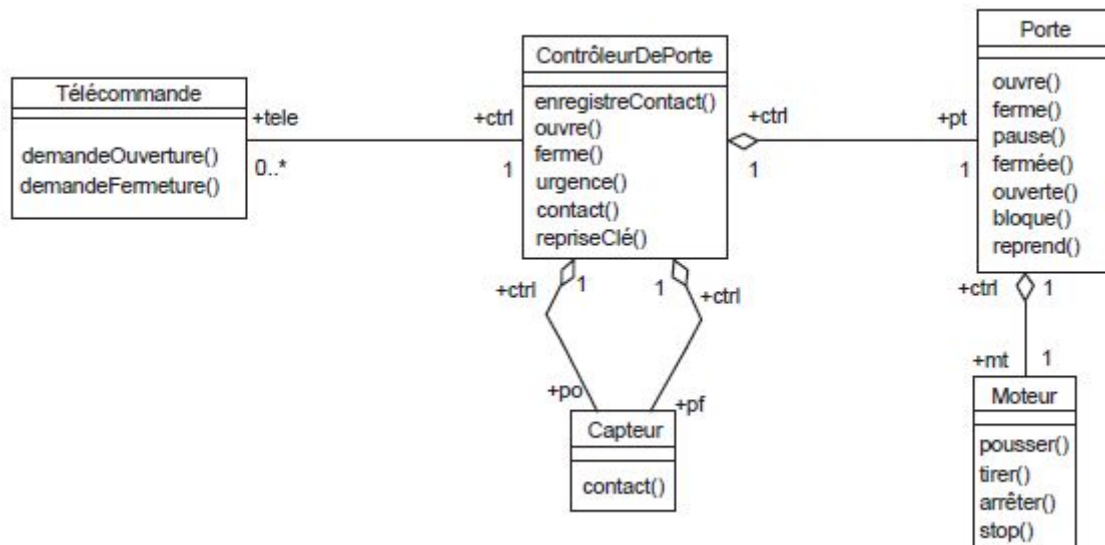 Télécommande
demandeOuverture()
demandeFermeture()
+tele
0..*
+ctrl
1
ContrôleurDePorte
enregistreContact()
ouvre()
ferme()
urgence()
contact()
repriseClé()
+ctrl
1
+pt
1
Porte
ouvre()
ferme()
pause()
fermée()
ouverte()
bloque()
reprend()
+ctrl
1
1
+ctrl
+po
+pf
Capteur
contact()
+ctrl
1
+mt
1
Moteur
pousser()
tirer()
arrêter()
stop()